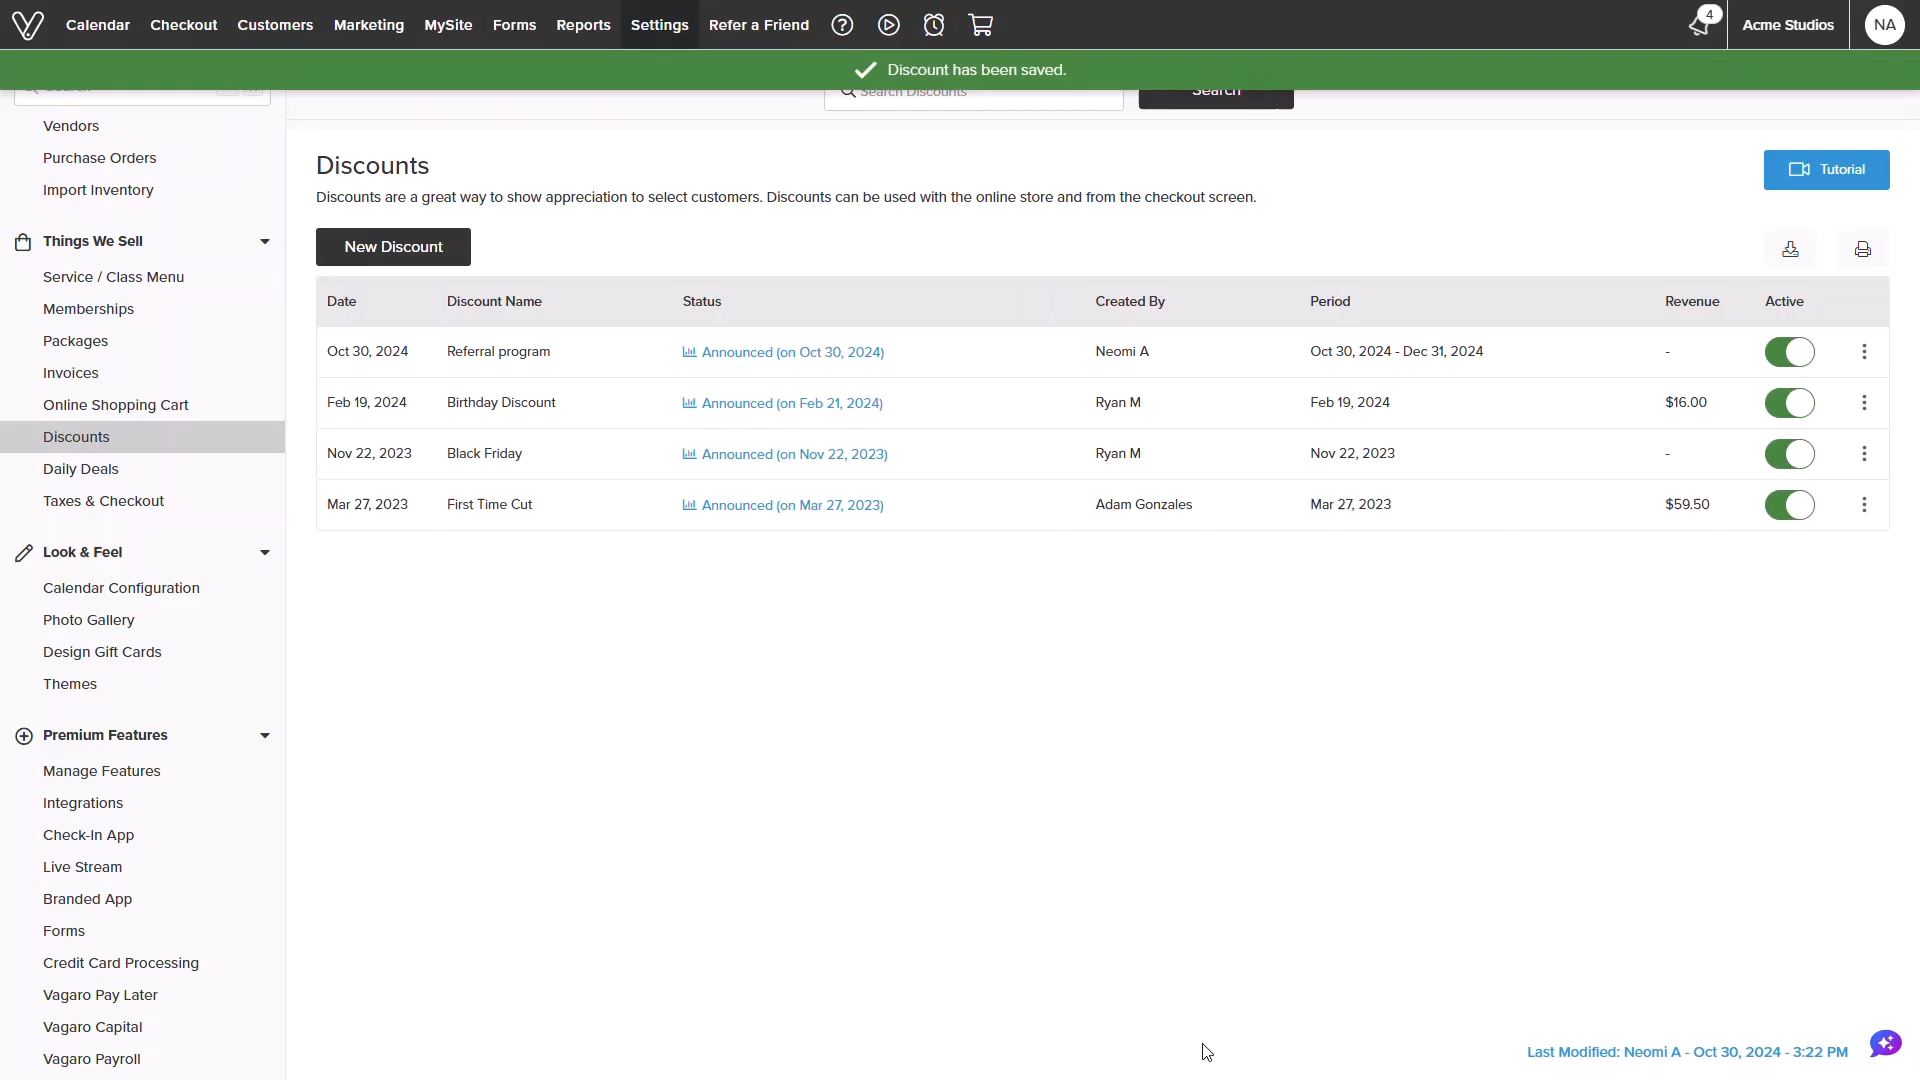 Calendar Checkout Customers Marketing MySite Forms Reports Settings Refer a Friend 4 Acme Studios NA
Discount has been saved.
Search Discounts Search
Vendors
Purchase Orders
Import Inventory
Things We Sell
Service / Class Menu
Memberships
Packages
Invoices
Online Shopping Cart
Discounts
Daily Deals
Taxes & Checkout
Look & Feel
Calendar Configuration
Photo Gallery
Design Gift Cards
Themes
Premium Features
Manage Features
Integrations
Check-In App
Live Stream
Branded App
Forms
Credit Card Processing
Vagaro Pay Later
Vagaro Capital
Vagaro Payroll
Discounts
Tutorial
Discounts are a great way to show appreciation to select customers. Discounts can be used with the online store and from the checkout screen.
New Discount
Date Discount Name Status Created By Period Revenue Active
Oct 30, 2024 Referral program Announced (on Oct 30, 2024) Neomi A Oct 30, 2024 - Dec 31, 2024 -
Feb 19, 2024 Birthday Discount Announced (on Feb 21, 2024) Ryan M Feb 19, 2024 $16.00
Nov 22, 2023 Black Friday Announced (on Nov 22, 2023) Ryan M Nov 22, 2023 -
Mar 27, 2023 First Time Cut Announced (on Mar 27, 2023) Adam Gonzales Mar 27, 2023 $59.50
Last Modified: Neomi A - Oct 30, 2024 - 3:22 PM